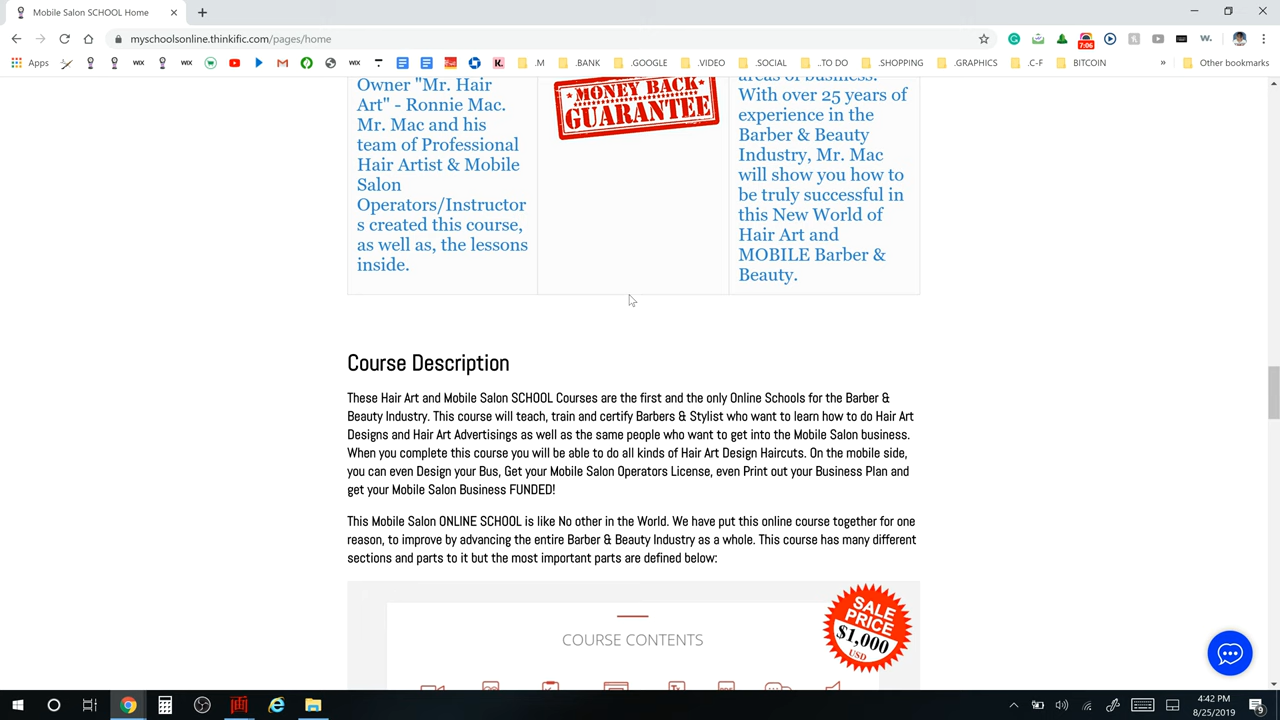 Mobile Salon SCHOOL Home
myschoolsonline.thinkific.com/pages/home
7:06
Apps
WIX
WIX
.M
.BANK
.GOOGLE
.VIDEO
.SOCIAL
..TO DO
.SHOPPING
.GRAPHICS
.C-F
BITCOIN
»
Other bookmarks
Owner "Mr. Hair
Art" - Ronnie Mac.
Mr. Mac and his
team of Professional
Hair Artist & Mobile
Salon
Operators/Instructor
s created this course,
as well as, the lessons
inside.
MONEY BACK
GUARANTEE
areas of business.
With over 25 years of
experience in the
Barber & Beauty
Industry, Mr. Mac
will show you how to
be truly successful in
this New World of
Hair Art and
MOBILE Barber &
Beauty.
Course Description
These Hair Art and Mobile Salon SCHOOL Courses are the first and the only Online Schools for the Barber &
Beauty Industry. This course will teach, train and certify Barbers & Stylist who want to learn how to do Hair Art
Designs and Hair Art Advertisings as well as the same people who want to get into the Mobile Salon business.
When you complete this course you will be able to do all kinds of Hair Art Design Haircuts. On the mobile side,
you can even Design your Bus, Get your Mobile Salon Operators License, even Print out your Business Plan and
get your Mobile Salon Business FUNDED!
This Mobile Salon ONLINE SCHOOL is like No other in the World. We have put this online course together for one
reason, to improve by advancing the entire Barber & Beauty Industry as a whole. This course has many different
sections and parts to it but the most important parts are defined below:
SALE
PRICE
$1,000
USD
COURSE CONTENTS
4:42 PM
8/25/2019